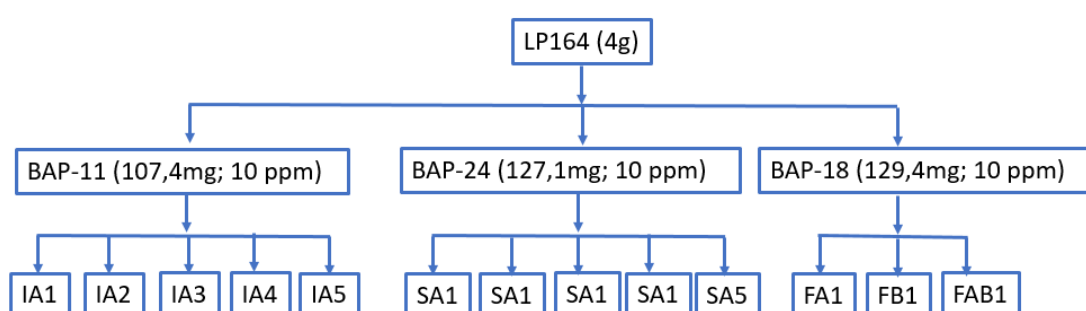 LP164 (4g)
BAP-11 (107,4mg; 10 ppm)
BAP-24 (127,1mg; 10 ppm)
BAP-18 (129,4mg; 10 ppm)
IA1
IA2
IA3
IA4
IA5
SA1
SA1
SA1
SA1
SA5
FA1
FB1
FAB1